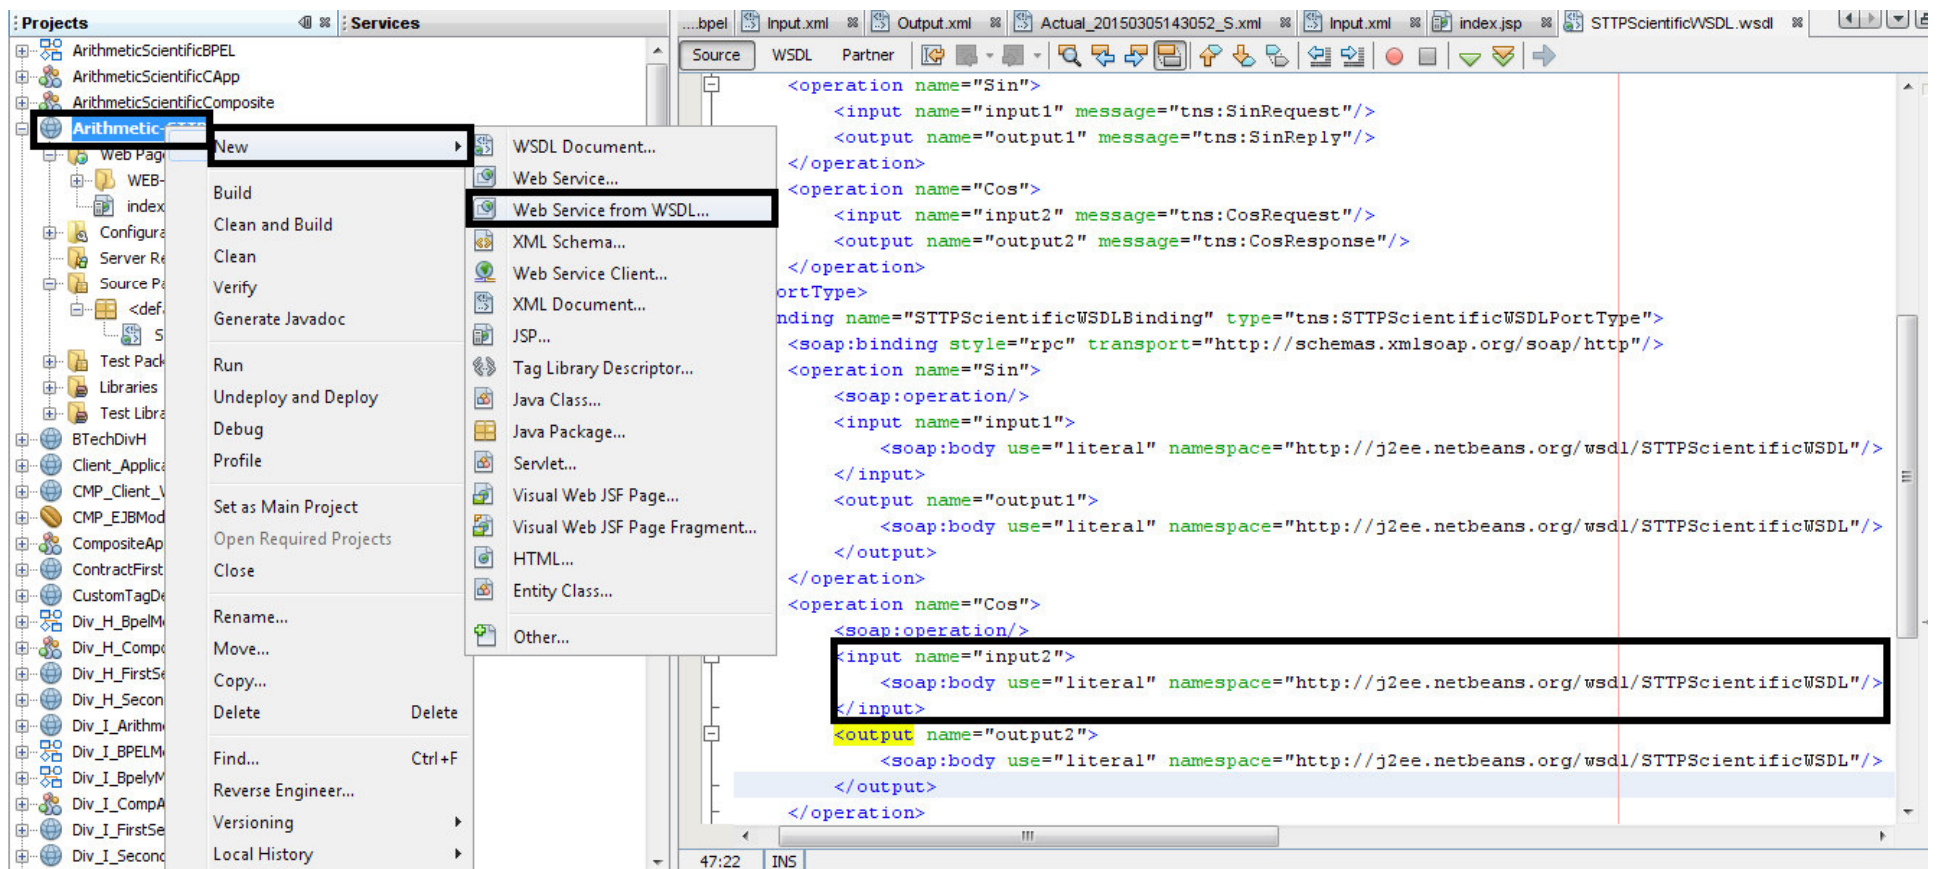 Projects
Services
ArithmeticScientificBPEL
ArithmeticScientificCApp
ArithmeticScientificComposite
Arithmetic-
Web Pag
WEB-
index
Configura
Server Re
Source Pa
<def
S
Test Pack
Libraries
Test Libra
BTechDivH
Client_Applica
CMP_Client_
CMP_EJBMod
CompositeAp
ContractFirst
CustomTagDe
Div_H_BpelM
Div_H_Compo
Div_H_FirstSe
Div_H_Secon
Div_I_Arithm
Div_I_BPELM
Div_I_BpelyM
Div_I_CompA
Div_I_FirstSe
Div_I_Second
New
Build
Clean and Build
Clean
Verify
Generate Javadoc
Run
Undeploy and Deploy
Debug
Profile
Set as Main Project
Open Required Projects
Close
Rename...
Move...
Copy...
Delete Delete
Find... Ctrl+F
Reverse Engineer...
Versioning
Local History
WSDL Document...
Web Service...
Web Service from WSDL...
XML Schema...
Web Service Client...
XML Document...
JSP...
Tag Library Descriptor...
Java Class...
Java Package...
Servlet...
Visual Web JSF Page...
Visual Web JSF Page Fragment...
HTML...
Entity Class...
Other...
....bpel Input.xml Output.xml Actual_20150305143052_S.xml Input.xml index.jsp STTPScientificWSDL.wsdl
Source WSDL Partner
<operation name="Sin">
<input name="input1" message="tns:SinRequest"/>
<output name="output1" message="tns:SinReply"/>
</operation>
<operation name="Cos">
<input name="input2" message="tns:CosRequest"/>
<output name="output2" message="tns:CosResponse"/>
</operation>
ortType>
nding name="STTPScientificWSDLBinding" type="tns:STTPScientificWSDLPortType">
<soap:binding style="rpc" transport="http://schemas.xmlsoap.org/soap/http"/>
<operation name="Sin">
<soap:operation/>
<input name="input1">
<soap:body use="literal" namespace="http://j2ee.netbeans.org/wsdl/STTPScientificWSDL"/>
</input>
<output name="output1">
<soap:body use="literal" namespace="http://j2ee.netbeans.org/wsdl/STTPScientificWSDL"/>
</output>
</operation>
<operation name="Cos">
<soap:operation/>
<input name="input2">
<soap:body use="literal" namespace="http://j2ee.netbeans.org/wsdl/STTPScientificWSDL"/>
</input>
<output name="output2">
<soap:body use="literal" namespace="http://j2ee.netbeans.org/wsdl/STTPScientificWSDL"/>
</output>
</operation>
47:22 INS